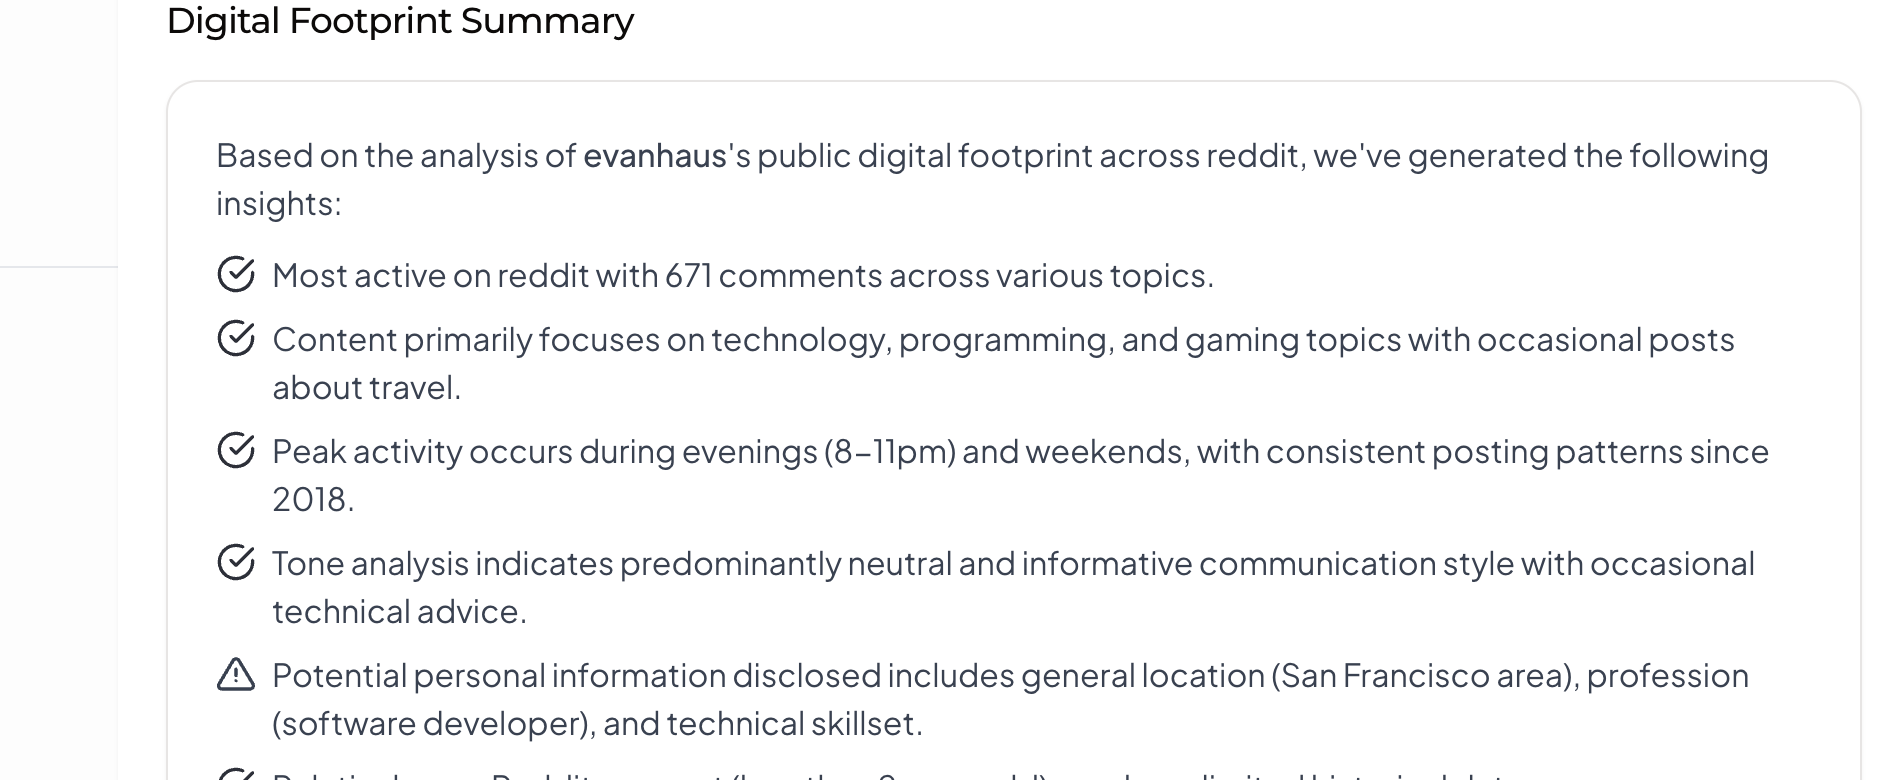 Digital Footprint Summary
Based on the analysis of evanhaus's public digital footprint across reddit, we've generated the following
insights:
Most active on reddit with 671 comments across various topics.
Content primarily focuses on technology, programming, and gaming topics with occasional posts
about travel.
Peak activity occurs during evenings (8–11pm) and weekends, with consistent posting patterns since
2018.
Tone analysis indicates predominantly neutral and informative communication style with occasional
technical advice.
Potential personal information disclosed includes general location (San Francisco area), profession
(software developer), and technical skillset.